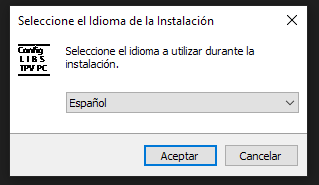 Seleccione el Idioma de la Instalación
Config
LIBS
TPV PC
Seleccione el idioma a utilizar durante la
instalación.
Español
Aceptar
Cancelar